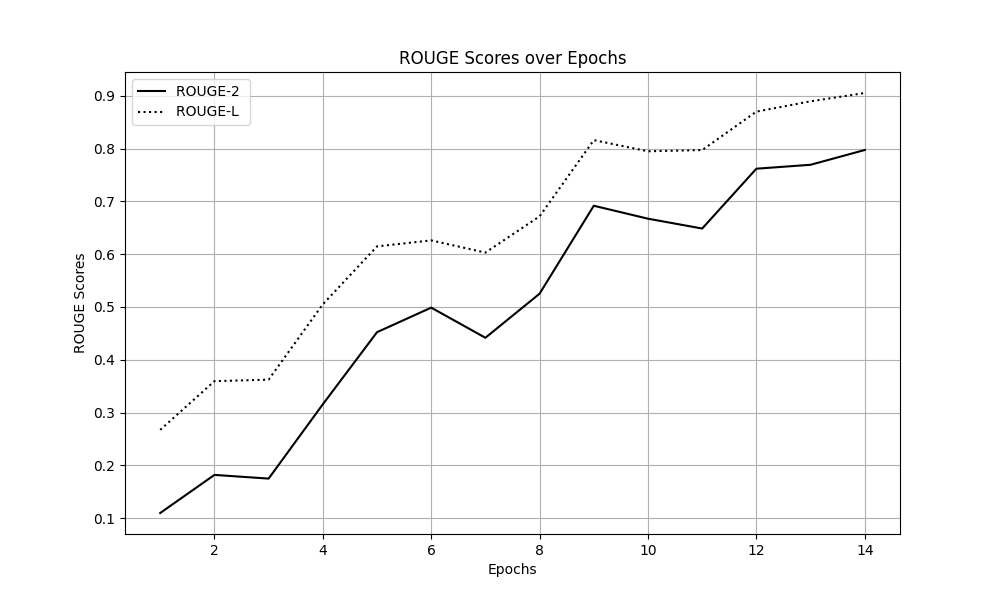 ROUGE Scores over Epochs
ROUGE-2
ROUGE-L
ROUGE Scores
0.9
0.8
0.7
0.6
0.5
0.4
0.3
0.2
0.1
2 4 6 8 10 12 14
Epochs